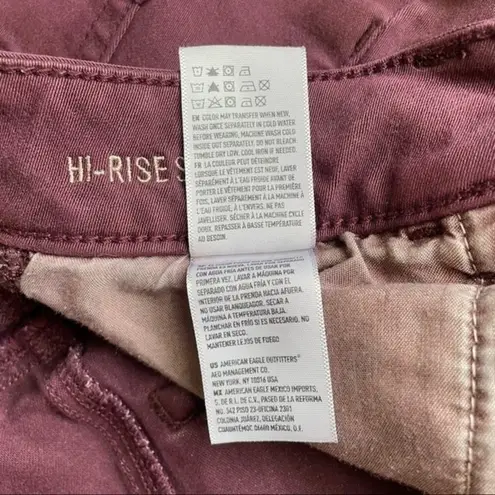 HI-RISE S
EN COLOR MAY TRANSFER WHEN NEW.
WASH ONCE SEPARATELY IN COLD WATER
BEFORE WEARING. MACHINE WASH COLD
INSIDE OUT SEPARATELY. DO NOT BLEACH
TUMBLE DRY LOW. COOL IRON IF NEEDED.
FR LA COULEUR PEUT DÉTEINDRE
LORSQUE LE VÊTEMENT EST NEUF. LAVER
SÉPARÉMENT À L'EAU FROIDE AVANT DE
PORTER LE VÊTEMENT POUR LA PREMIÈRE
FOIS. LAVER SÉPARÉMENT À LA MACHINE À
L'EAU FROIDE, À L'ENVERS. NE PAS
JAVELLISER. SÉCHER À LA MACHINE CYCLE
DOUX. REPASSER À BASSE TEMPÉRATURE
AU BESOIN.
PRENDA ES NUEVA.
CON AGUA FRÍA ANTES DE USAR POR
PRIMERA VEZ. LAVAR A MÁQUINA POR
SEPARADO CON AGUA FRÍA Y CON EL
INTERIOR DE LA PRENDA HACIA AFUERA.
NO USAR BLANQUEADOR. SECAR A
MÁQUINA A TEMPERATURA BAJA.
PLANCHAR EN FRÍO SI ES NECESARIO. NO
LAVAR EN SECO.
MANTENER LEJOS DE FUEGO.
US AMERICAN EAGLE OUTFITTERS®
AEO MANAGEMENT CO.
NEW YORK, NY 10016 USA
MX AMERICAN EAGLE MEXICO IMPORTS,
S. DE R.L. DE C.V. PASEO DE LA REFORMA
NO. 342 PISO 23-OFICINA 2301
COLONIA JUÁREZ, DELEGACIÓN
CUAUHTÉMOC 06600 MÉXICO, DF